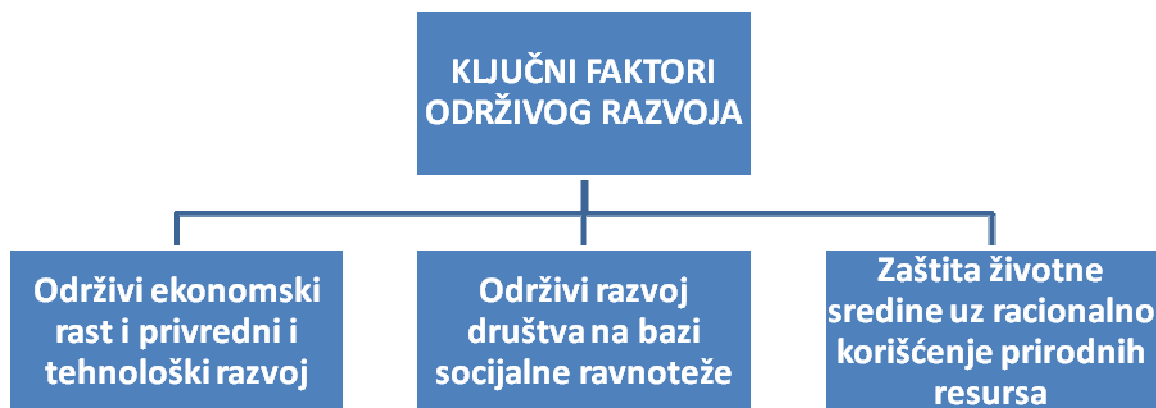 KLJUČNI FAKTORI
ODRŽIVOG RAZVOJA
Održivi ekonomski
rast i privredni i
tehnološki razvoj
Održivi razvoj
društva na bazi
socijalne ravnoteže
Zaštita životne
sredine uz racionalno
korišćenje prirodnih
resursa